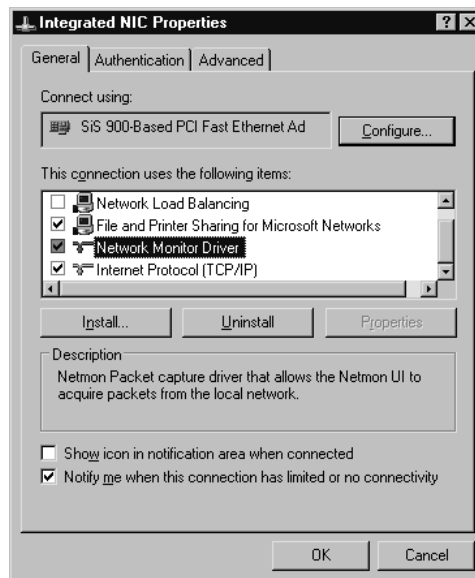 Integrated NIC Properties
General Authentication Advanced
Connect using:
SiS 900-Based PCI Fast Ethernet Ad Configure...
This connection uses the following items:
Network Load Balancing
File and Printer Sharing for Microsoft Networks
Network Monitor Driver
Internet Protocol (TCP/IP)
Install... Uninstall Properties
Description
Netmon Packet capture driver that allows the Netmon UI to
acquire packets from the local network.
Show icon in notification area when connected
Notify me when this connection has limited or no connectivity
OK Cancel